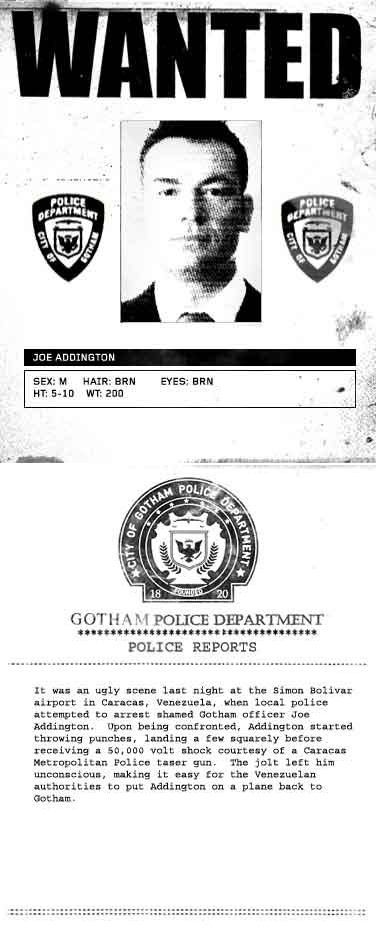 WANTED
POLICE
DEPARTMENT
CITY OF GOTHAM
POLICE
DEPARTMENT
CITY OF GOTHAM
JOE ADDINGTON
SEX: M HAIR: BRN EYES: BRN
HT: 5-10 WT: 200
CITY OF GOTHAM POLICE DEPARTMENT
FOUNDED
18 20
GOTHAM POLICE DEPARTMENT
************************************
POLICE REPORTS
It was an ugly scene last night at the Simon Bolivar
airport in Caracas, Venezuela, when local police
attempted to arrest shamed Gotham officer Joe
Addington. Upon being confronted, Addington started
throwing punches, landing a few squarely before
receiving a 50,000 volt shock courtesy of a Caracas
Metropolitan Police taser gun. The jolt left him
unconscious, making it easy for the Venezuelan
authorities to put Addington on a plane back to
Gotham.